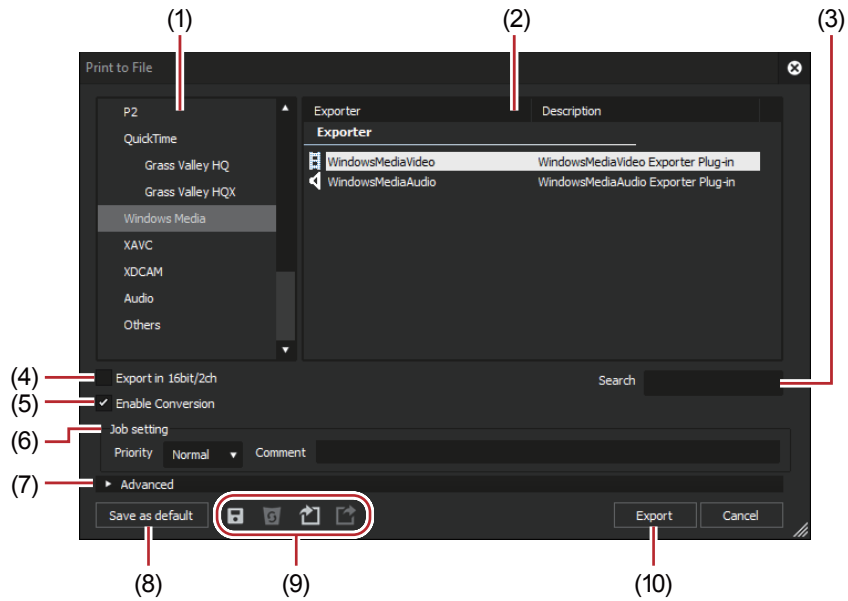 (1)
(2)
(3)
Print to File
P2
QuickTime
Grass Valley HQ
Grass Valley HQX
Windows Media
XAVC
XDCAM
Audio
Others
Exporter Description
Exporter
WindowsMediaVideo WindowsMediaVideo Exporter Plug-in
WindowsMediaAudio WindowsMediaAudio Exporter Plug-in
(4)
Export in 16bit/2ch
Search
(5)
Enable Conversion
(6)
Job setting
Priority Normal Comment
(7)
Advanced
Save as default
Export Cancel
(8)
(9)
(10)